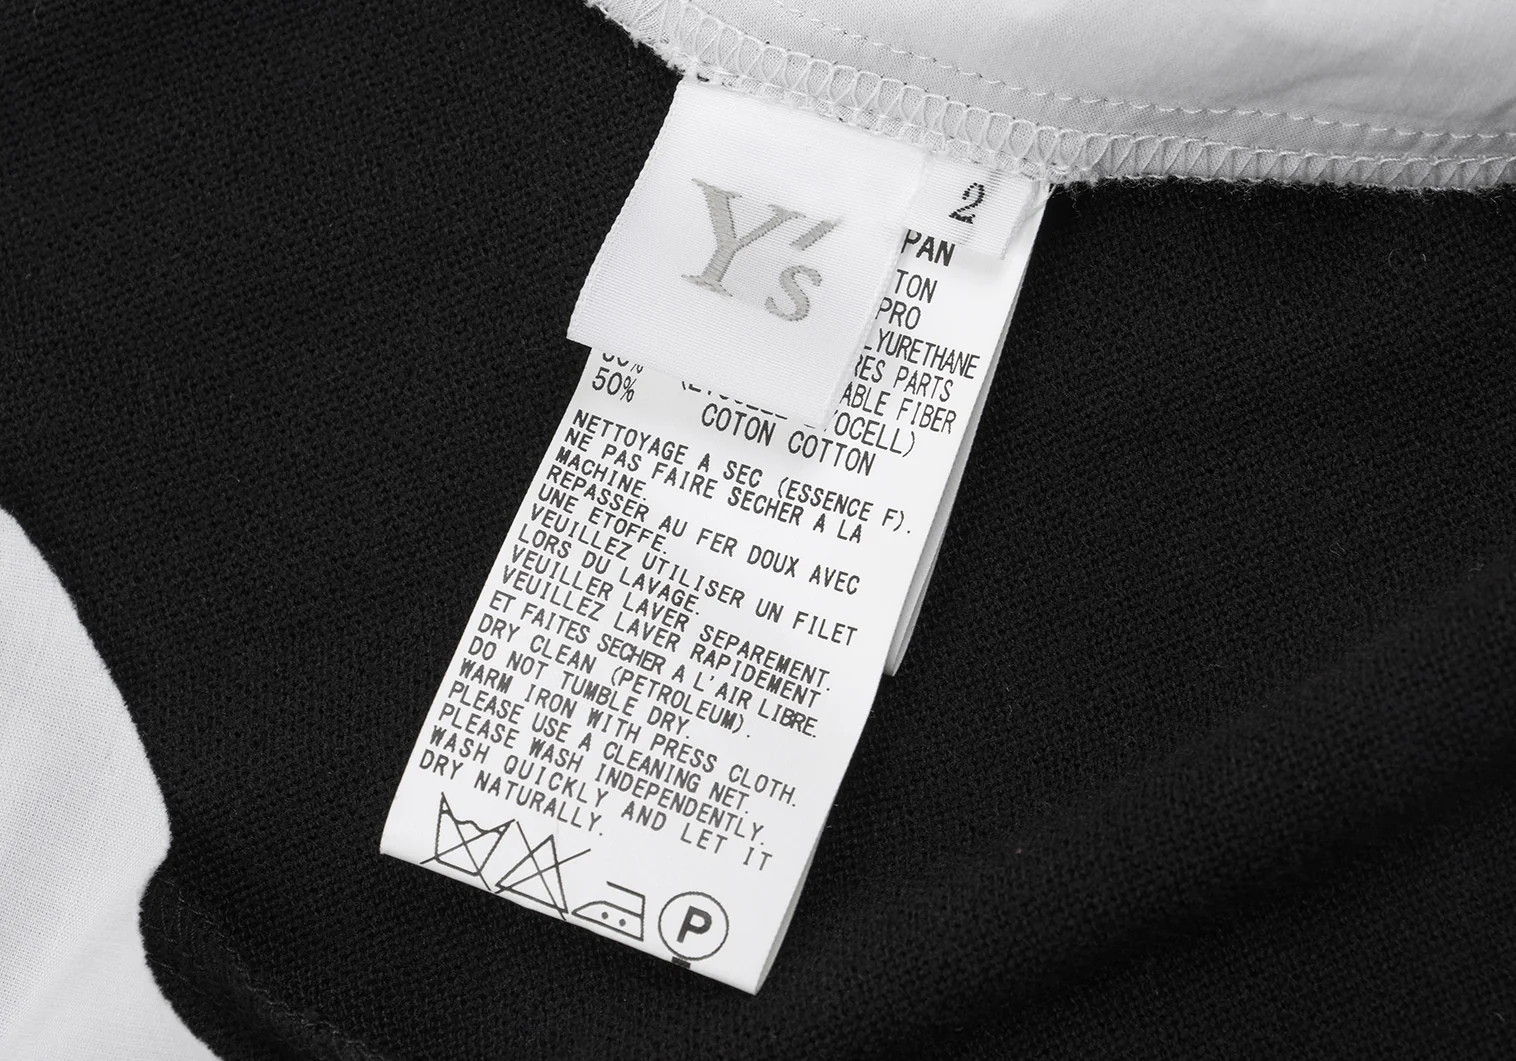 Y's
2
PAN
TON
PRO
LYURETHANE
RES PARTS
50% ABLE FIBER
YOCELL)
COTON COTTON
NETTOYAGE A SEC (ESSENCE F).
NE PAS FAIRE SECHER A LA
MACHINE.
REPASSER AU FER DOUX AVEC
UNE ETOFFE.
VEUILLEZ UTILISER UN FILET
LORS DU LAVAGE.
VEUILLER LAVER SEPAREMENT.
VEUILLEZ LAVER RAPIDEMENT
ET FAITES SECHER A L'AIR LIBRE.
DRY CLEAN (PETROLEUM).
DO NOT TUMBLE DRY.
WARM IRON WITH PRESS CLOTH.
PLEASE USE A CLEANING NET.
PLEASE WASH INDEPENDENTLY.
WASH QUICKLY AND LET IT
DRY NATURALLY.
P